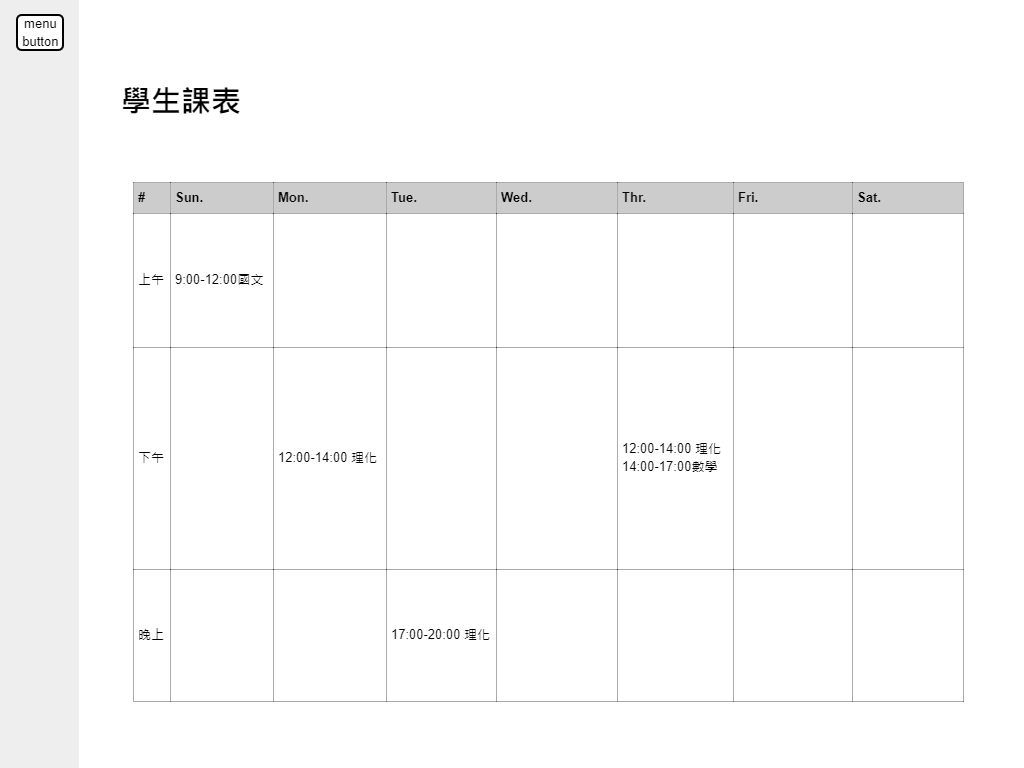 menu
button
學生課表
# Sun. Mon. Tue. Wed. Thr. Fri. Sat.
上午 9:00-12:00國文
下午 12:00-14:00 理化 12:00-14:00 理化
14:00-17:00數學
晚上 17:00-20:00 理化